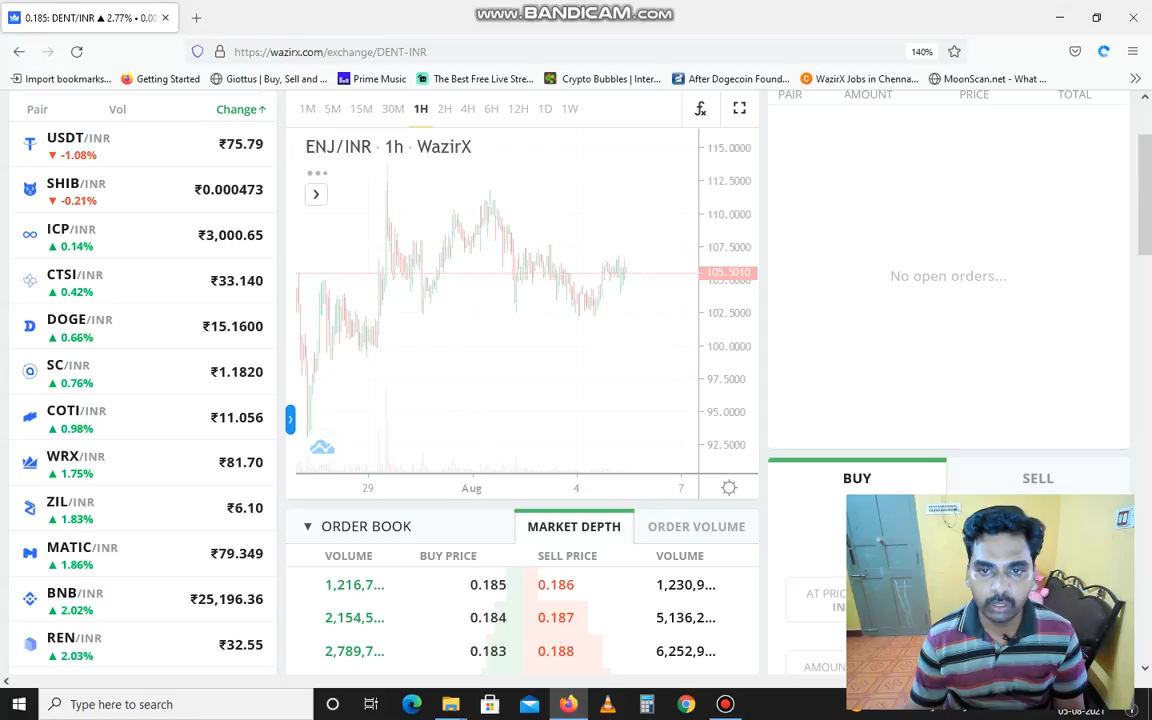 www.BANDICAM.com
0.185: DENT/INR ▲ 2.77% • 0.00
https://wazirx.com/exchange/DENT-INR
140%
Import bookmarks...
Getting Started
Giottus | Buy, Sell and ...
Prime Music
The Best Free Live Stre...
Crypto Bubbles | Inter...
After Dogecoin Found...
WazirX Jobs in Chenna...
MoonScan.net - What ...
Pair Vol Change↑
USDT/INR ₹75.79
▼ -1.08%
SHIB/INR ₹0.000473
▼ -0.21%
ICP/INR ₹3,000.65
▲ 0.14%
CTSI/INR ₹33.140
▲ 0.42%
DOGE/INR ₹15.1600
▲ 0.66%
SC/INR ₹1.1820
▲ 0.76%
COTI/INR ₹11.056
▲ 0.98%
WRX/INR ₹81.70
▲ 1.75%
ZIL/INR ₹6.10
▲ 1.83%
MATIC/INR ₹79.349
▲ 1.86%
BNB/INR ₹25,196.36
▲ 2.02%
REN/INR ₹32.55
▲ 2.03%
1M 5M 15M 30M 1H 2H 4H 6H 12H 1D 1W
ENJ/INR · 1h · WazirX
115.0000
112.5000
110.0000
107.5000
105.5010
105.0000
102.5000
100.0000
97.5000
95.0000
92.5000
29 Aug 4 7
▼ ORDER BOOK MARKET DEPTH ORDER VOLUME
VOLUME BUY PRICE SELL PRICE VOLUME
1,216,7... 0.185 0.186 1,230,9...
2,154,5... 0.184 0.187 5,136,2...
2,789,7... 0.183 0.188 6,252,9...
PAIR AMOUNT PRICE TOTAL
No open orders...
BUY SELL
AT PRIC
IN
AMOUN
Type here to search
05-08-2021